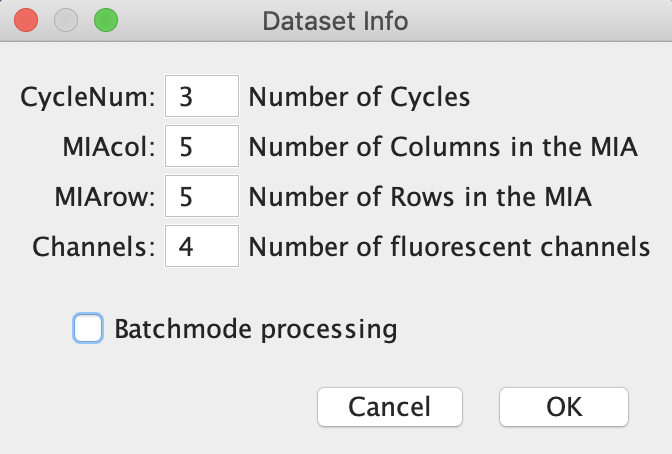 Dataset Info
CycleNum: 3 Number of Cycles
MIAcol: 5 Number of Columns in the MIA
MIArow: 5 Number of Rows in the MIA
Channels: 4 Number of fluorescent channels
Batchmode processing
Cancel OK